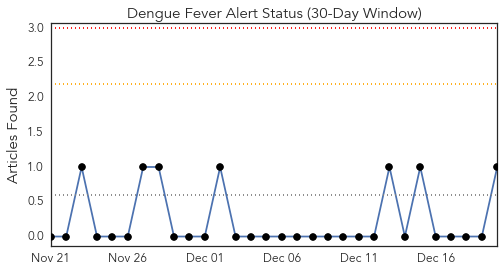 Dengue Fever Alert Status (30-Day Window)
3.0
2.5
2.0
1.5
1.0
0.5
0.0
Articles Found
Nov 21 Nov 26 Dec 01 Dec 06 Dec 11 Dec 16